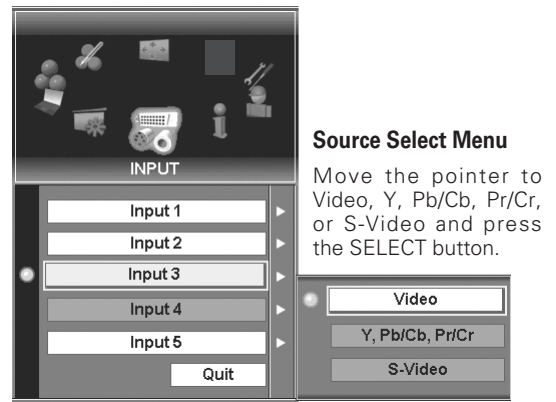 INPUT
Input 1
Input 2
Input 3
Input 4
Input 5
Quit
Source Select Menu
Move the pointer to
Video, Y, Pb/Cb, Pr/Cr,
or S-Video and press
the SELECT button.
Video
Y, Pb/Cb, Pr/Cr
S-Video